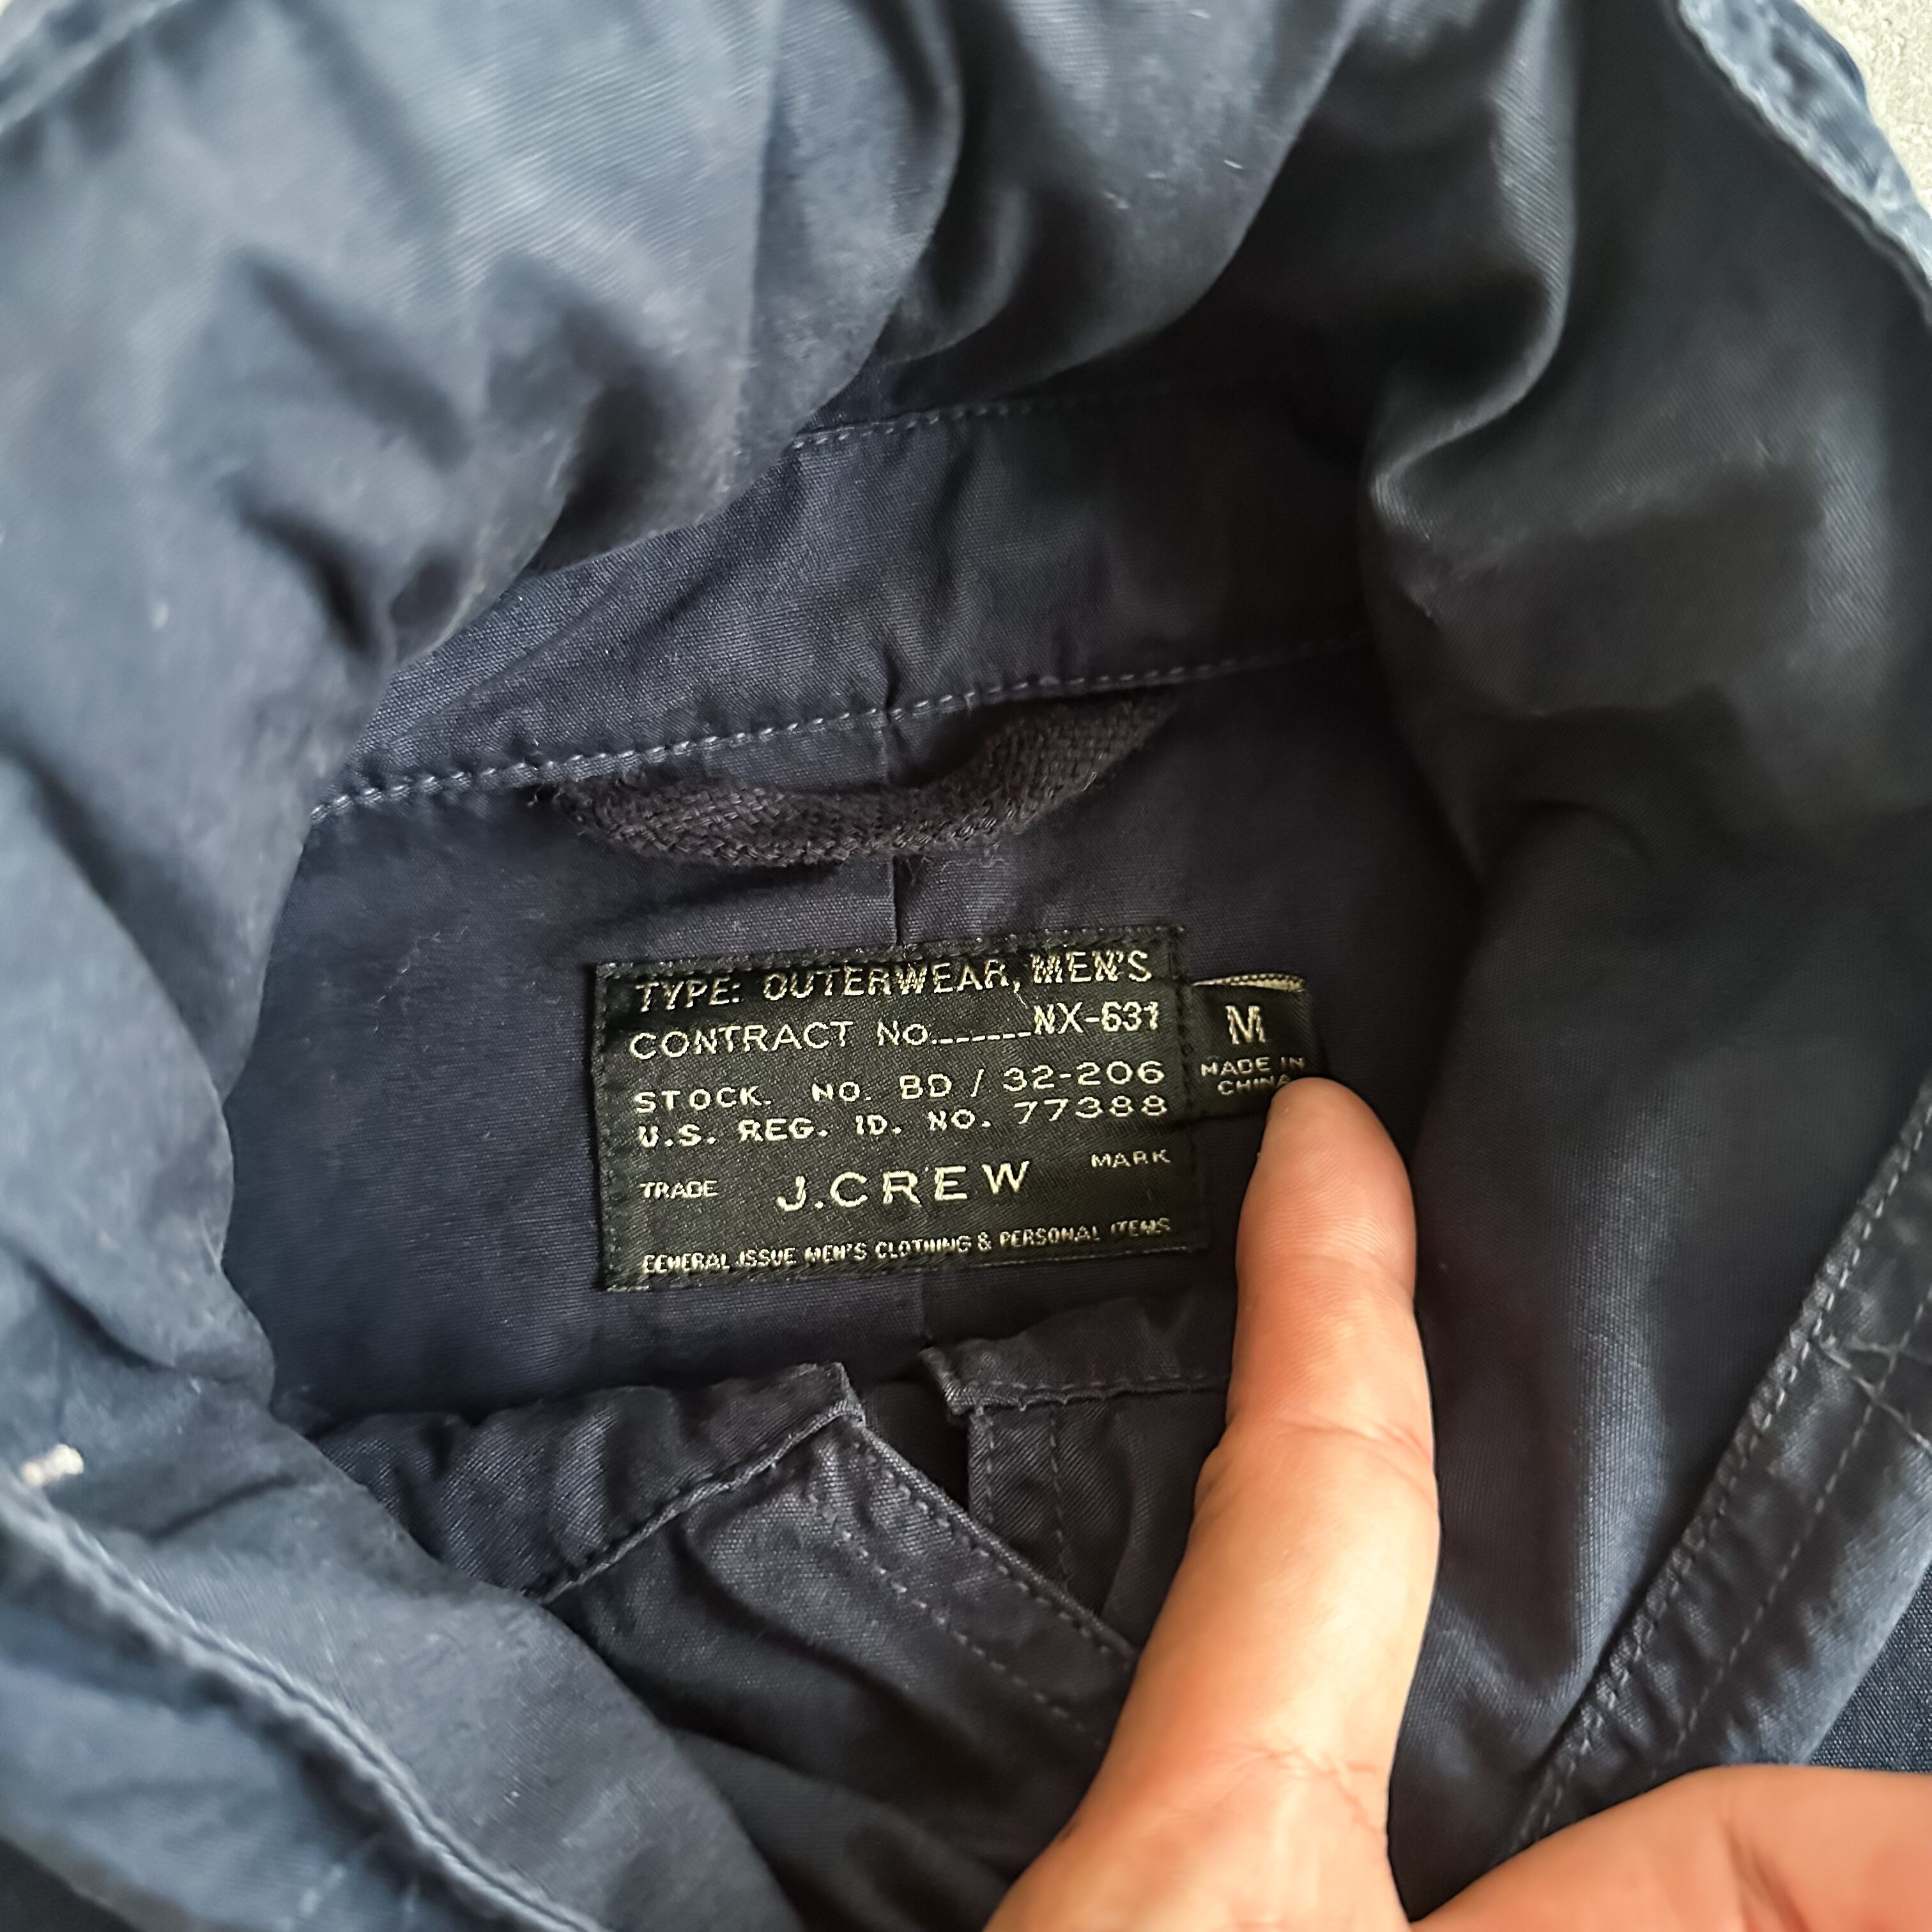 TYPE: OUTERWEAR, MEN'S
CONTRACT No.......NX-631
STOCK. NO. BD / 32-206
U.S. REG. ID. NO. 77388
TRADE J.CREW MARK
GENERAL ISSUE MEN'S CLOTHING & PERSONAL ITEMS
M
MADE IN
CHINA